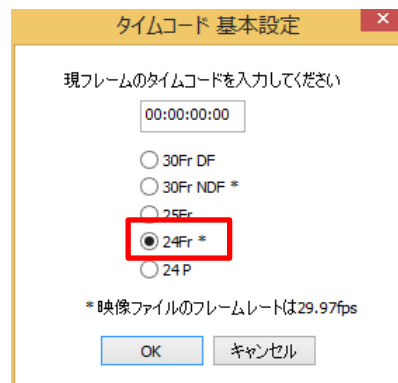 タイムコード 基本設定
×
現フレームのタイムコードを入力してください
00:00:00:00
30Fr DF
30Fr NDF *
25Fr
24Fr *
24 P
* 映像ファイルのフレームレートは29.97fps
OK キャンセル